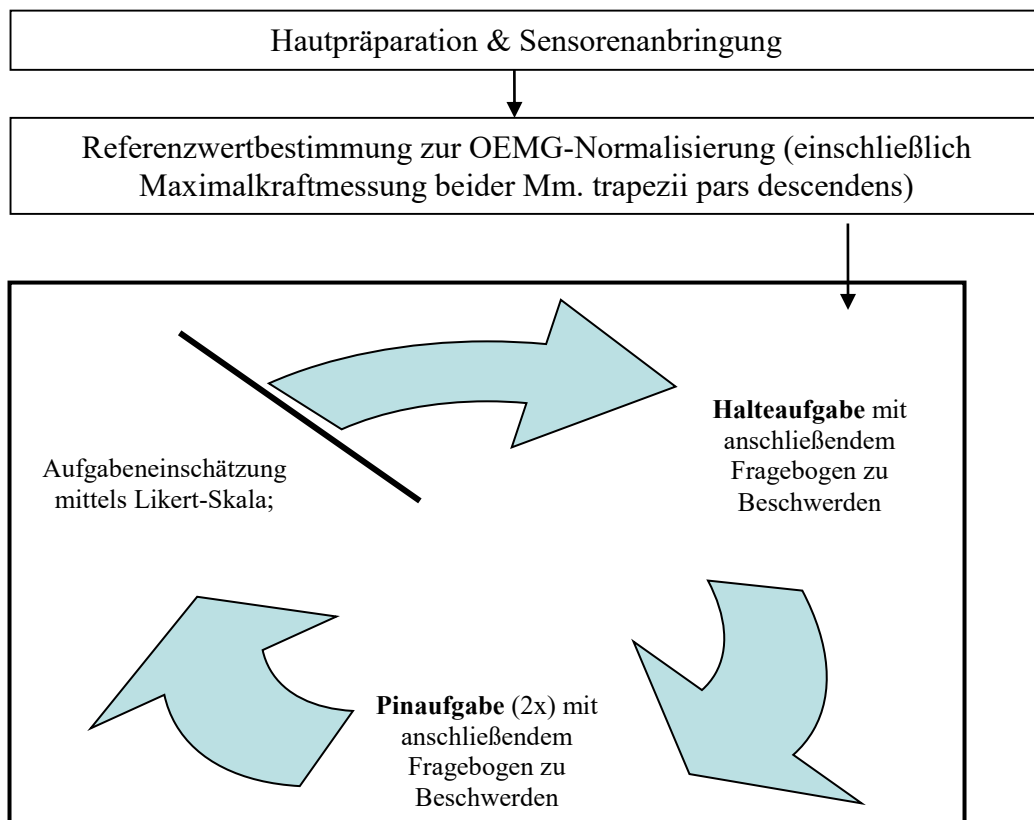 Hautpräparation & Sensorenanbringung
Referenzwertbestimmung zur OEMG-Normalisierung (einschließlich
Maximalkraftmessung beider Mm. trapezii pars descendens)
Halteaufgabe mit
anschließendem
Fragebogen zu
Beschwerden
Aufgabeneinschätzung
mittels Likert-Skala;
Pinaufgabe (2x) mit
anschließendem
Fragebogen zu
Beschwerden